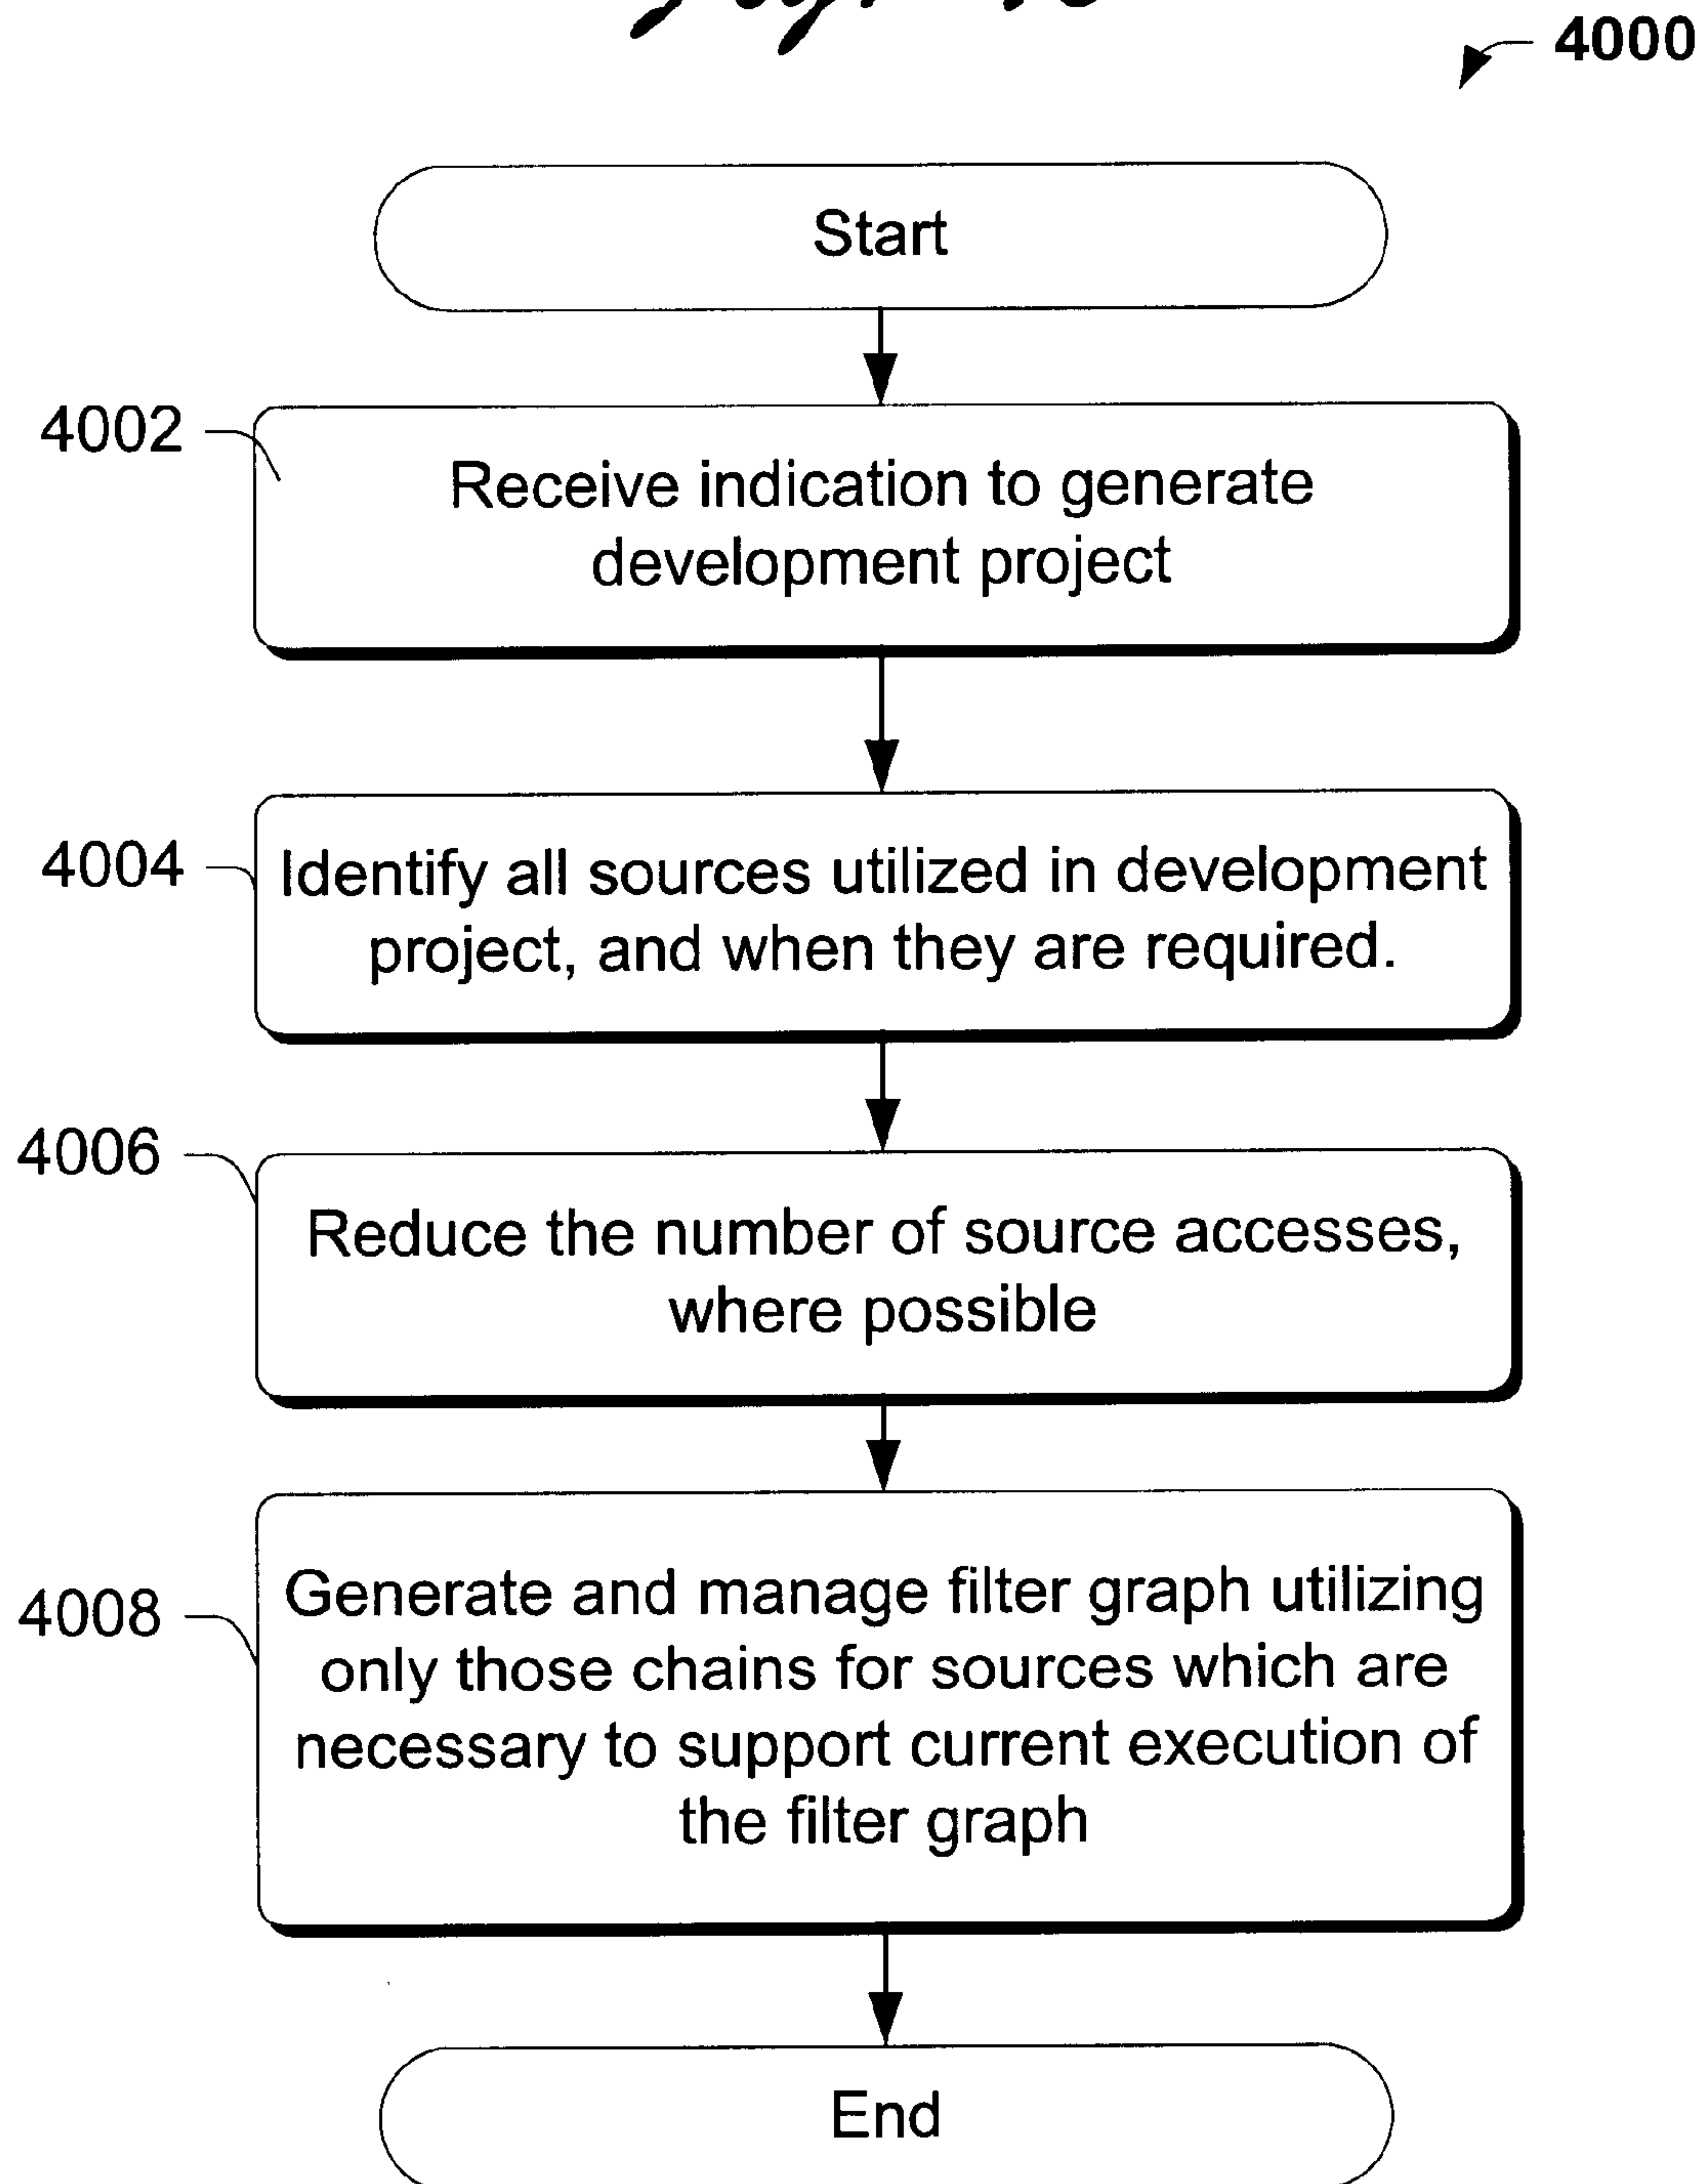 4000
Start
4002
Receive indication to generate
development project
4004
Identify all sources utilized in development
project, and when they are required.
4006
Reduce the number of source accesses,
where possible
4008
Generate and manage filter graph utilizing
only those chains for sources which are
necessary to support current execution of
the filter graph
End